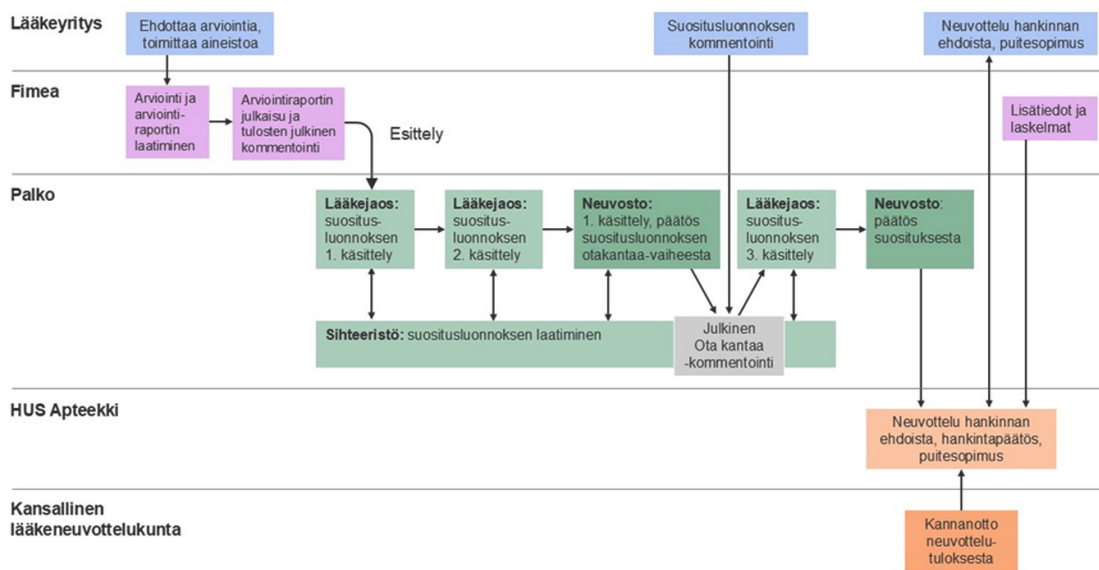 Lääkeyritys
Ehdottaa arviointia,
toimittaa aineistoa
Suositusluonnoksen
kommentointi
Neuvottelu hankinnan
ehdoista, puitesopimus
Fimea
Arviointi ja
arviointi-
raportin
laatiminen
Arviointiraportin
julkaisu ja
tulosten julkinen
kommentointi
Esittely
Lisätiedot ja
laskelmat
Palko
Lääkejaos:
suositus-
luonnoksen
1. käsittely
Lääkejaos:
suositus-
luonnoksen
2. käsittely
Neuvosto:
1. käsittely, päätös
suositusluonnoksen
otakantaa-vaiheesta
Lääkejaos:
suositus-
luonnoksen
3. käsittely
Neuvosto:
päätös
suosituksesta
Sihteeristö: suositusluonnoksen laatiminen
Julkinen
Ota kantaa
-kommentointi
HUS Apteekki
Neuvottelu hankinnan
ehdoista, hankintapäätös,
puitesopimus
Kansallinen
lääkeneuvottelukunta
Kannanotto
neuvottelu-
tuloksesta